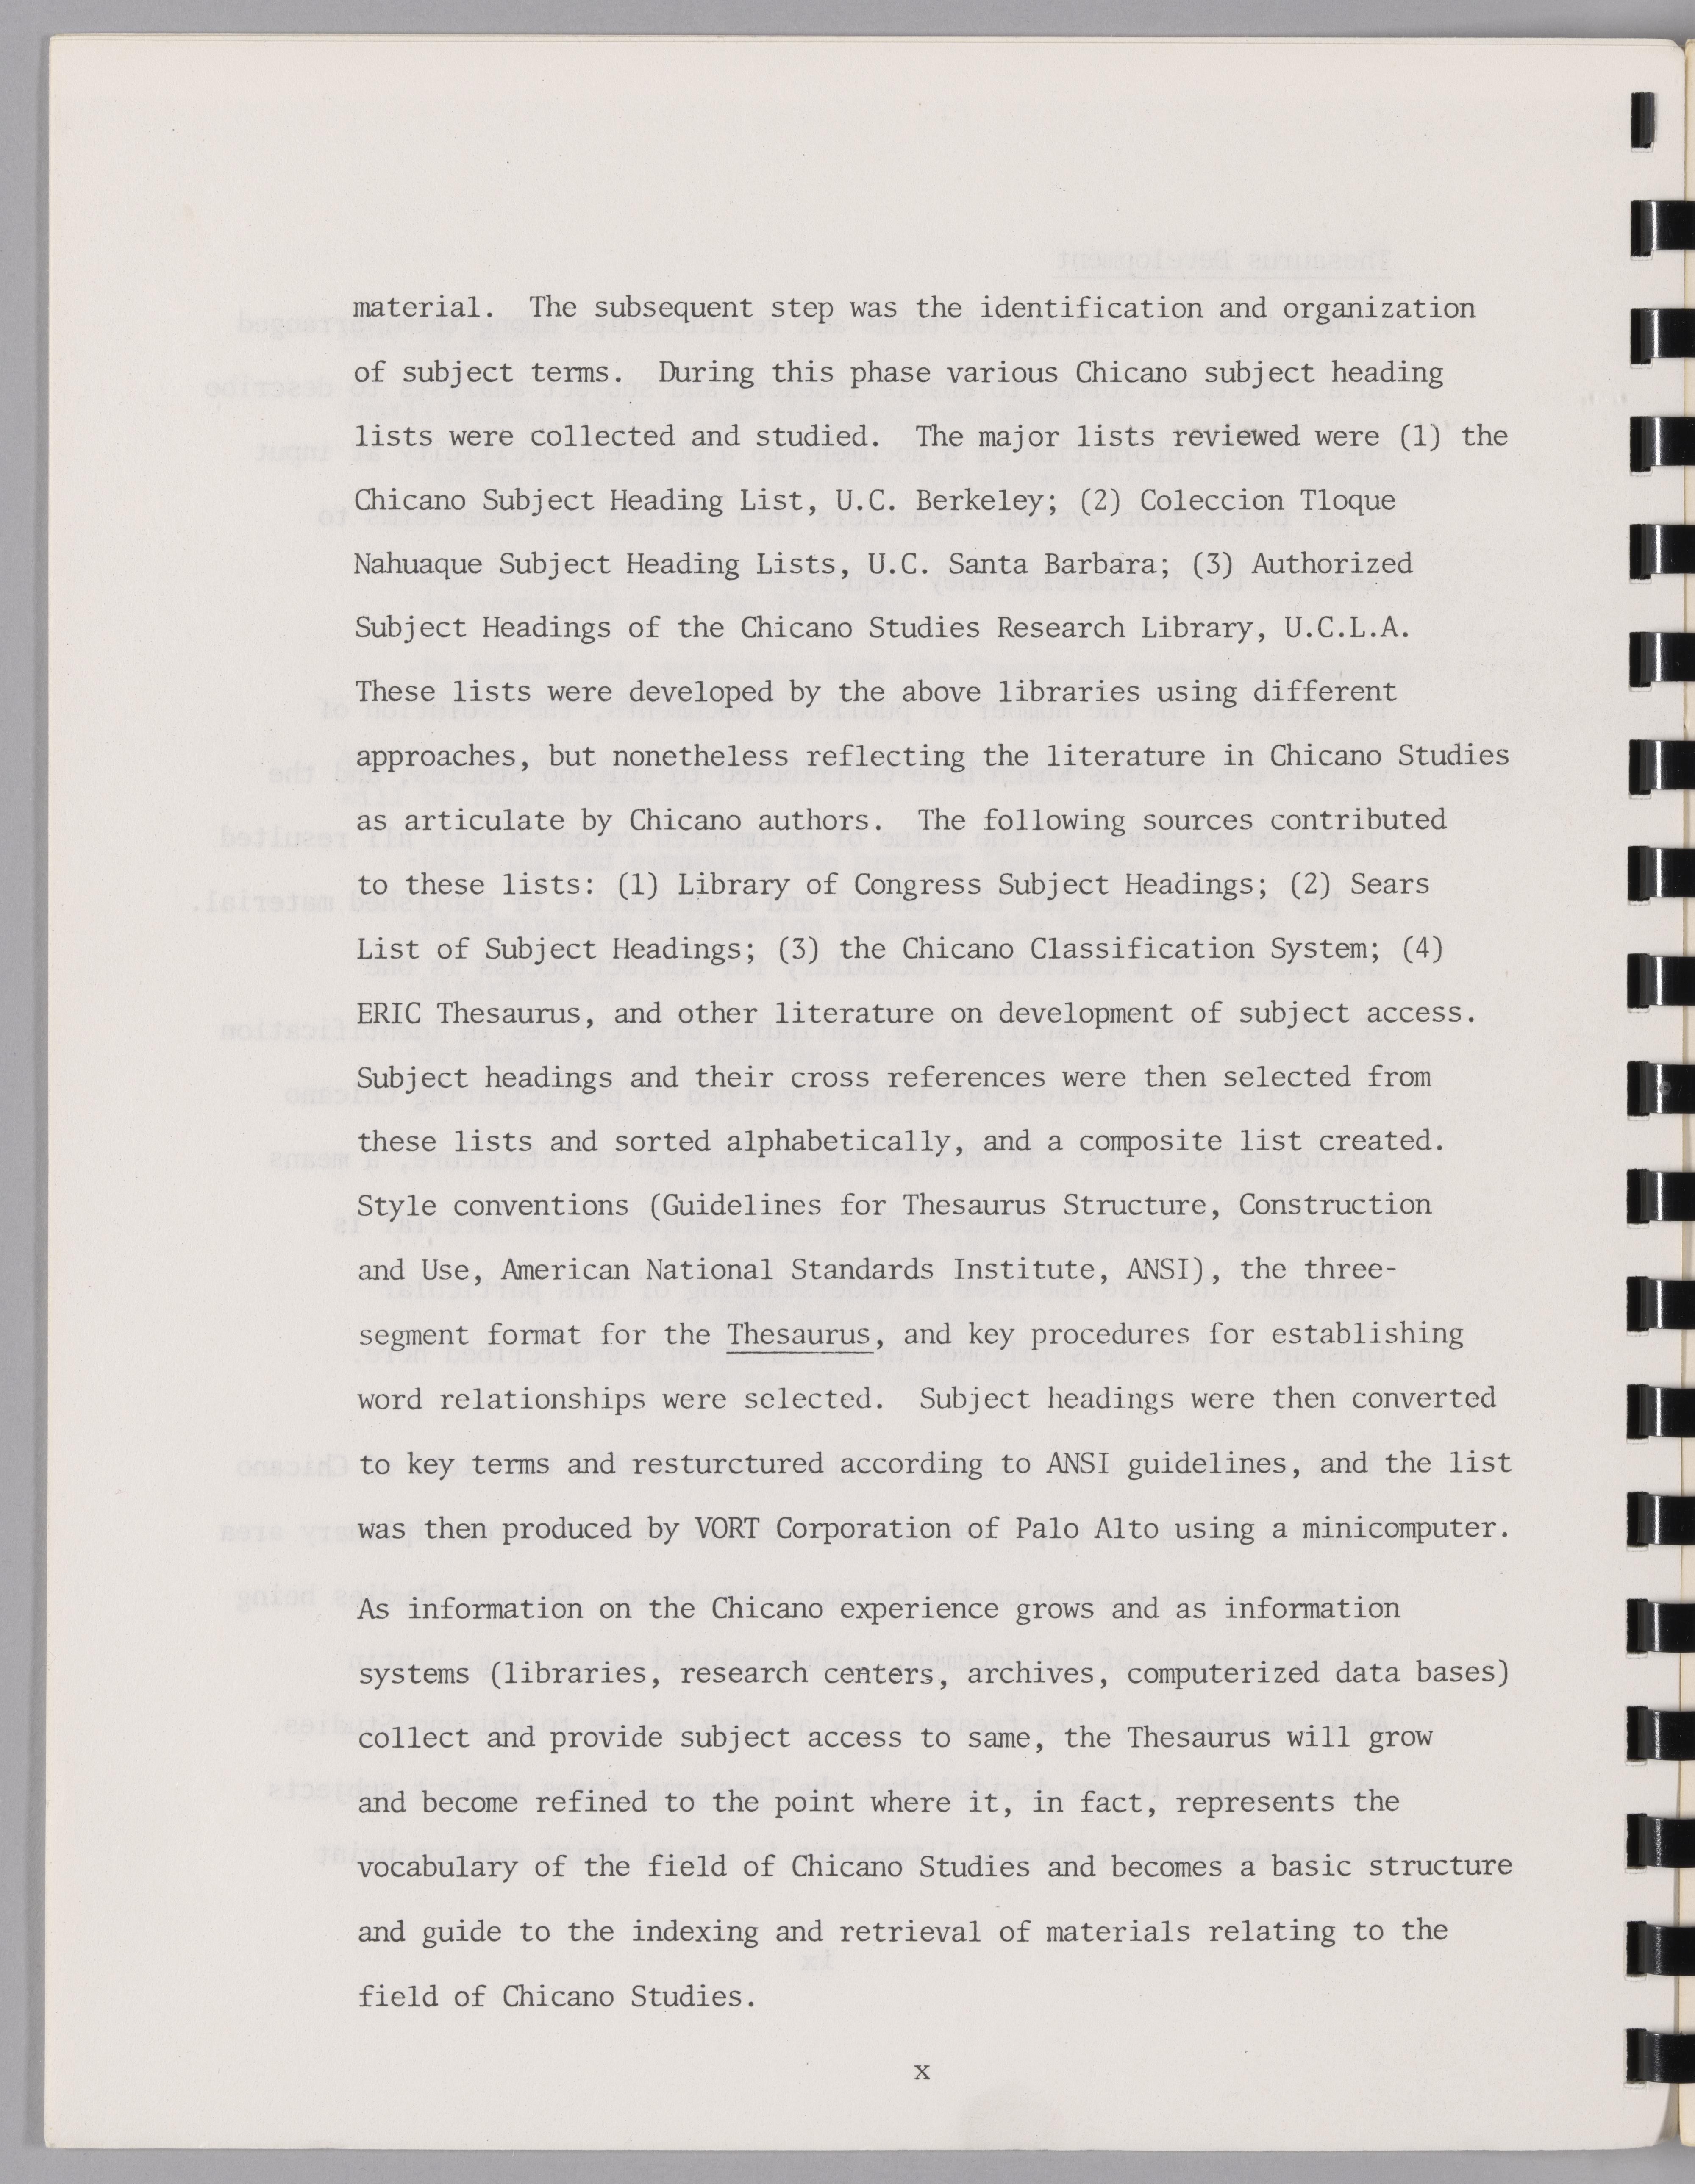 material.  The subsequent step was the identification and organization
of subject terms.  During this phase various Chicano subject heading
lists were collected and studied.  The major lists reviewed were (1) the
Chicano Subject Heading List, U.C. Berkeley; (2) Coleccion Tloque
Nahuaque Subject Heading Lists, U.C. Santa Barbara; (3) Authorized
Subject Headings of the Chicano Studies Research Library, U.C.L.A.
These lists were developed by the above libraries using different
approaches, but nonetheless reflecting the literature in Chicano Studies
as articulate by Chicano authors.  The following sources contributed
to these lists: (1) Library of Congress Subject Headings; (2) Sears
List of Subject Headings; (3) the Chicano Classification System; (4)
ERIC Thesaurus, and other literature on development of subject access.
Subject headings and their cross references were then selected from
these lists and sorted alphabetically, and a composite list created.
Style conventions (Guidelines for Thesaurus Structure, Construction
and Use, American National Standards Institute, ANSI), the three-
segment format for the Thesaurus, and key procedures for establishing
word relationships were selected.  Subject headings were then converted
to key terms and resturctured according to ANSI guidelines, and the list
was then produced by VORT Corporation of Palo Alto using a minicomputer.
As information on the Chicano experience grows and as information
systems (libraries, research centers, archives, computerized data bases)
collect and provide subject access to same, the Thesaurus will grow
and become refined to the point where it, in fact, represents the
vocabulary of the field of Chicano Studies and becomes a basic structure
and guide to the indexing and retrieval of materials relating to the
field of Chicano Studies.
x